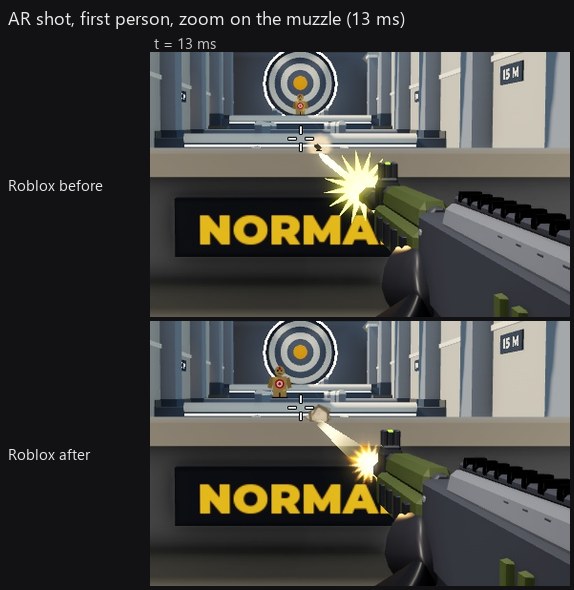 AR shot, first person, zoom on the muzzle (13 ms)
t = 13 ms
15 M
Roblox before
NORMA
15 M
Roblox after
NORMA